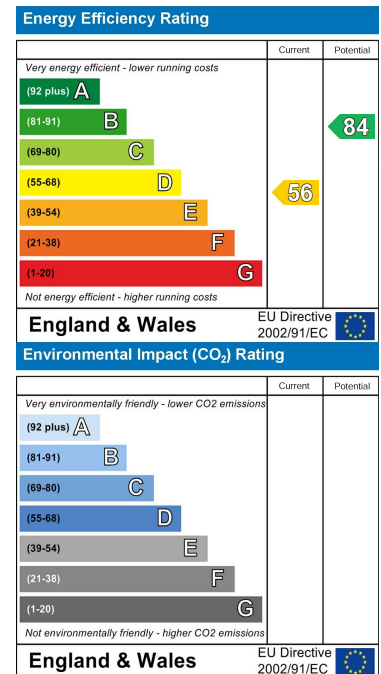 Energy Efficiency Rating
Current Potential
Very energy efficient - lower running costs
(92 plus) A
(81-91) B
84
(69-80) C
(55-68) D
56
(39-54) E
(21-38) F
(1-20) G
Not energy efficient - higher running costs
England & Wales
EU Directive
2002/91/EC
Environmental Impact (CO₂) Rating
Current Potential
Very environmentally friendly - lower CO2 emissions
(92 plus) A
(81-91) B
(69-80) C
(55-68) D
(39-54) E
(21-38) F
(1-20) G
Not environmentally friendly - higher CO2 emissions
England & Wales
EU Directive
2002/91/EC